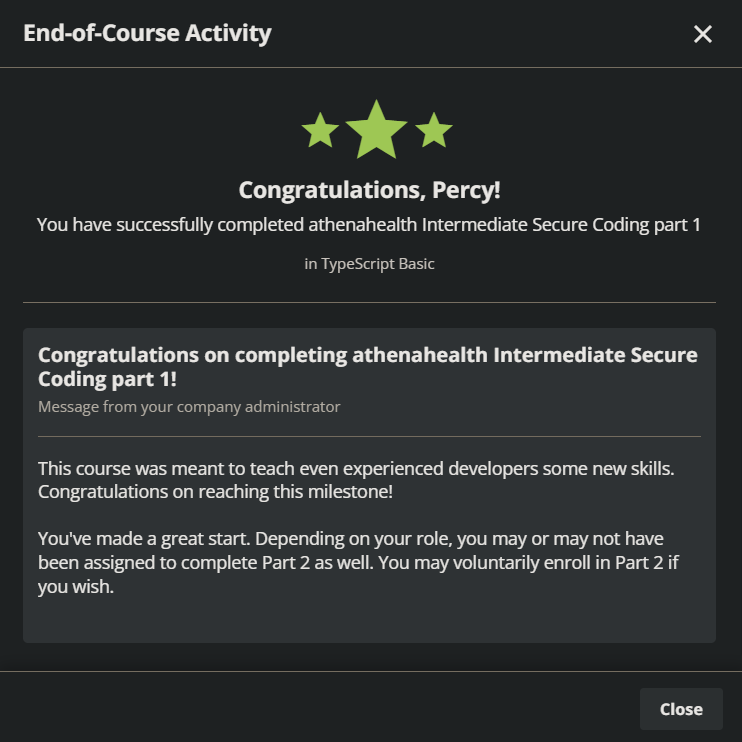 End-of-Course Activity
Congratulations, Percy!
You have successfully completed athenahealth Intermediate Secure Coding part 1
in TypeScript Basic
Congratulations on completing athenahealth Intermediate Secure
Coding part 1!
Message from your company administrator
This course was meant to teach even experienced developers some new skills.
Congratulations on reaching this milestone!
You've made a great start. Depending on your role, you may or may not have
been assigned to complete Part 2 as well. You may voluntarily enroll in Part 2 if
you wish.
Close